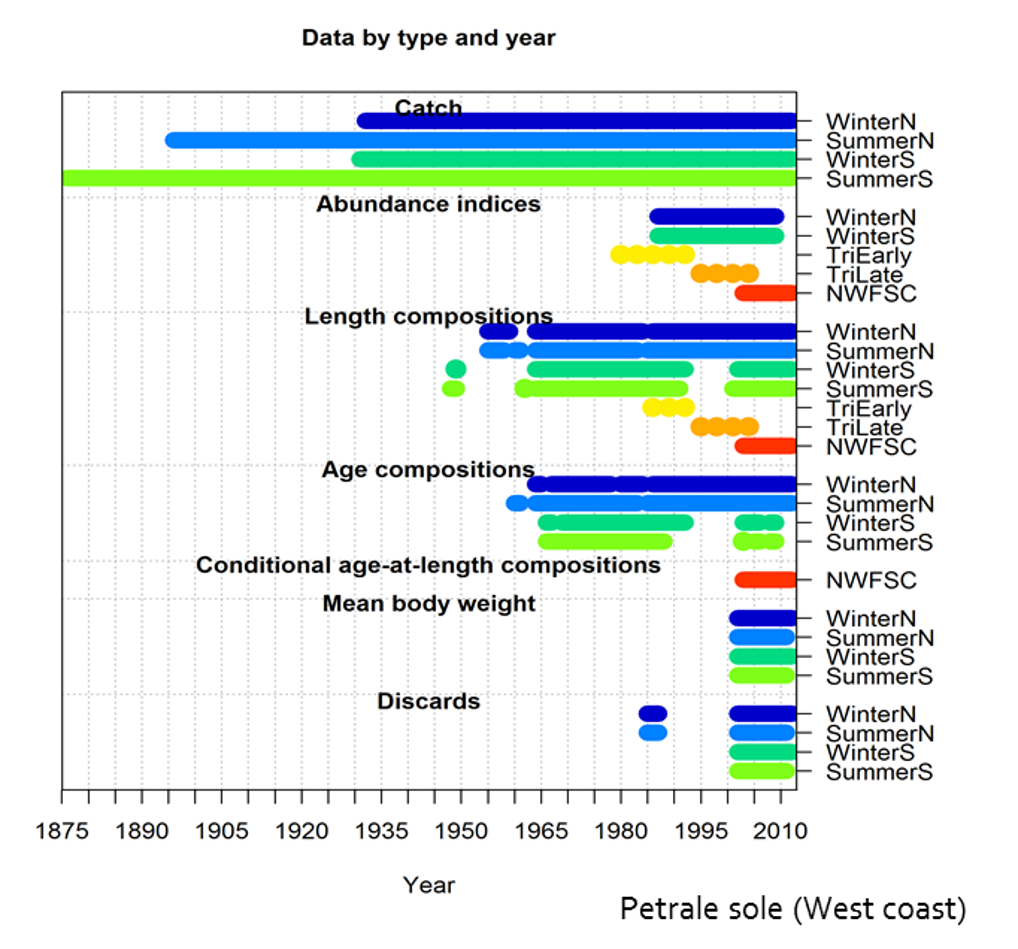 Data by type and year
Catch
WinterN
SummerN
WinterS
SummerS
Abundance indices
WinterN
WinterS
TriEarly
TriLate
NWFSC
Length compositions
WinterN
SummerN
WinterS
SummerS
TriEarly
TriLate
NWFSC
Age compositions
WinterN
SummerN
WinterS
SummerS
Conditional age-at-length compositions
NWFSC
Mean body weight
WinterN
SummerN
WinterS
SummerS
Discards
WinterN
SummerN
WinterS
SummerS
1875 1890 1905 1920 1935 1950 1965 1980 1995 2010
Year
Petrale sole (West coast)